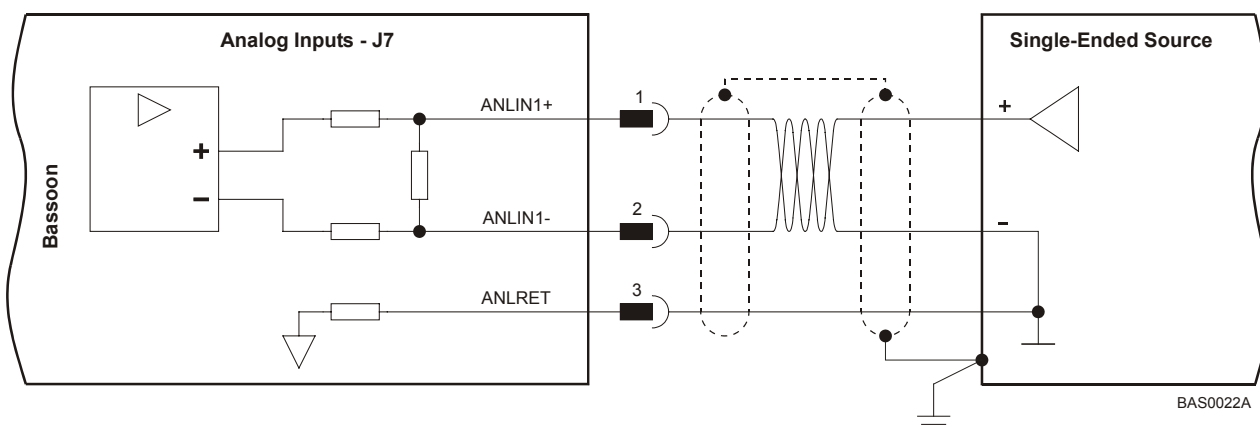 Analog Inputs - J7
Single-Ended Source
Bassoon
+
-
ANLIN1+
1
ANLIN1-
2
ANLRET
3
+
-
BAS0022A